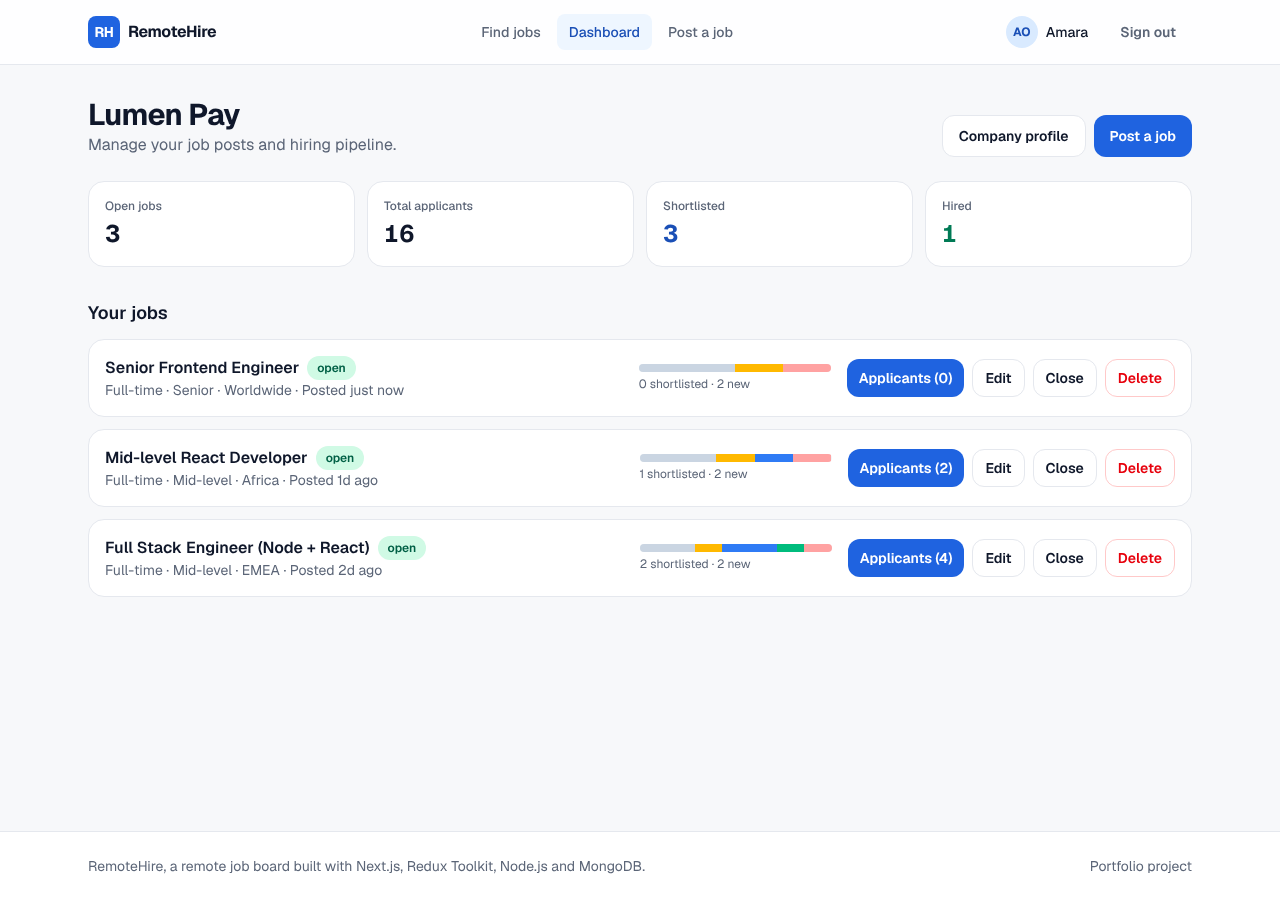 RH RemoteHire Find jobs Dashboard Post a job AO Amara Sign out
Lumen Pay
Manage your job posts and hiring pipeline.
Company profile Post a job
Open jobs Total applicants Shortlisted Hired
3 16 3 1
Your jobs
Senior Frontend Engineer open
Full-time · Senior · Worldwide · Posted just now
0 shortlisted · 2 new
Applicants (0) Edit Close Delete
Mid-level React Developer open
Full-time · Mid-level · Africa · Posted 1d ago
1 shortlisted · 2 new
Applicants (2) Edit Close Delete
Full Stack Engineer (Node + React) open
Full-time · Mid-level · EMEA · Posted 2d ago
2 shortlisted · 2 new
Applicants (4) Edit Close Delete
RemoteHire, a remote job board built with Next.js, Redux Toolkit, Node.js and MongoDB. Portfolio project